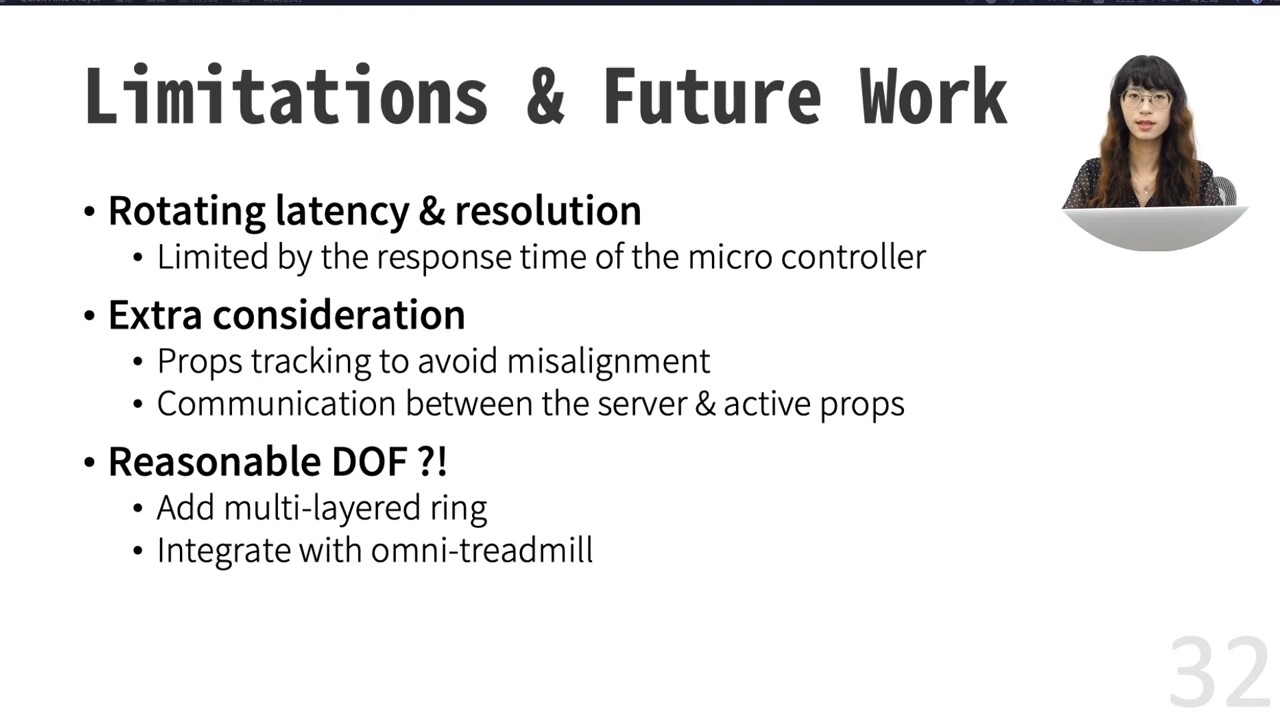 Limitations & Future Work
• Rotating latency & resolution
• Limited by the response time of the micro controller
• Extra consideration
• Props tracking to avoid misalignment
• Communication between the server & active props
• Reasonable DOF ?!
• Add multi-layered ring
• Integrate with omni-treadmill
32